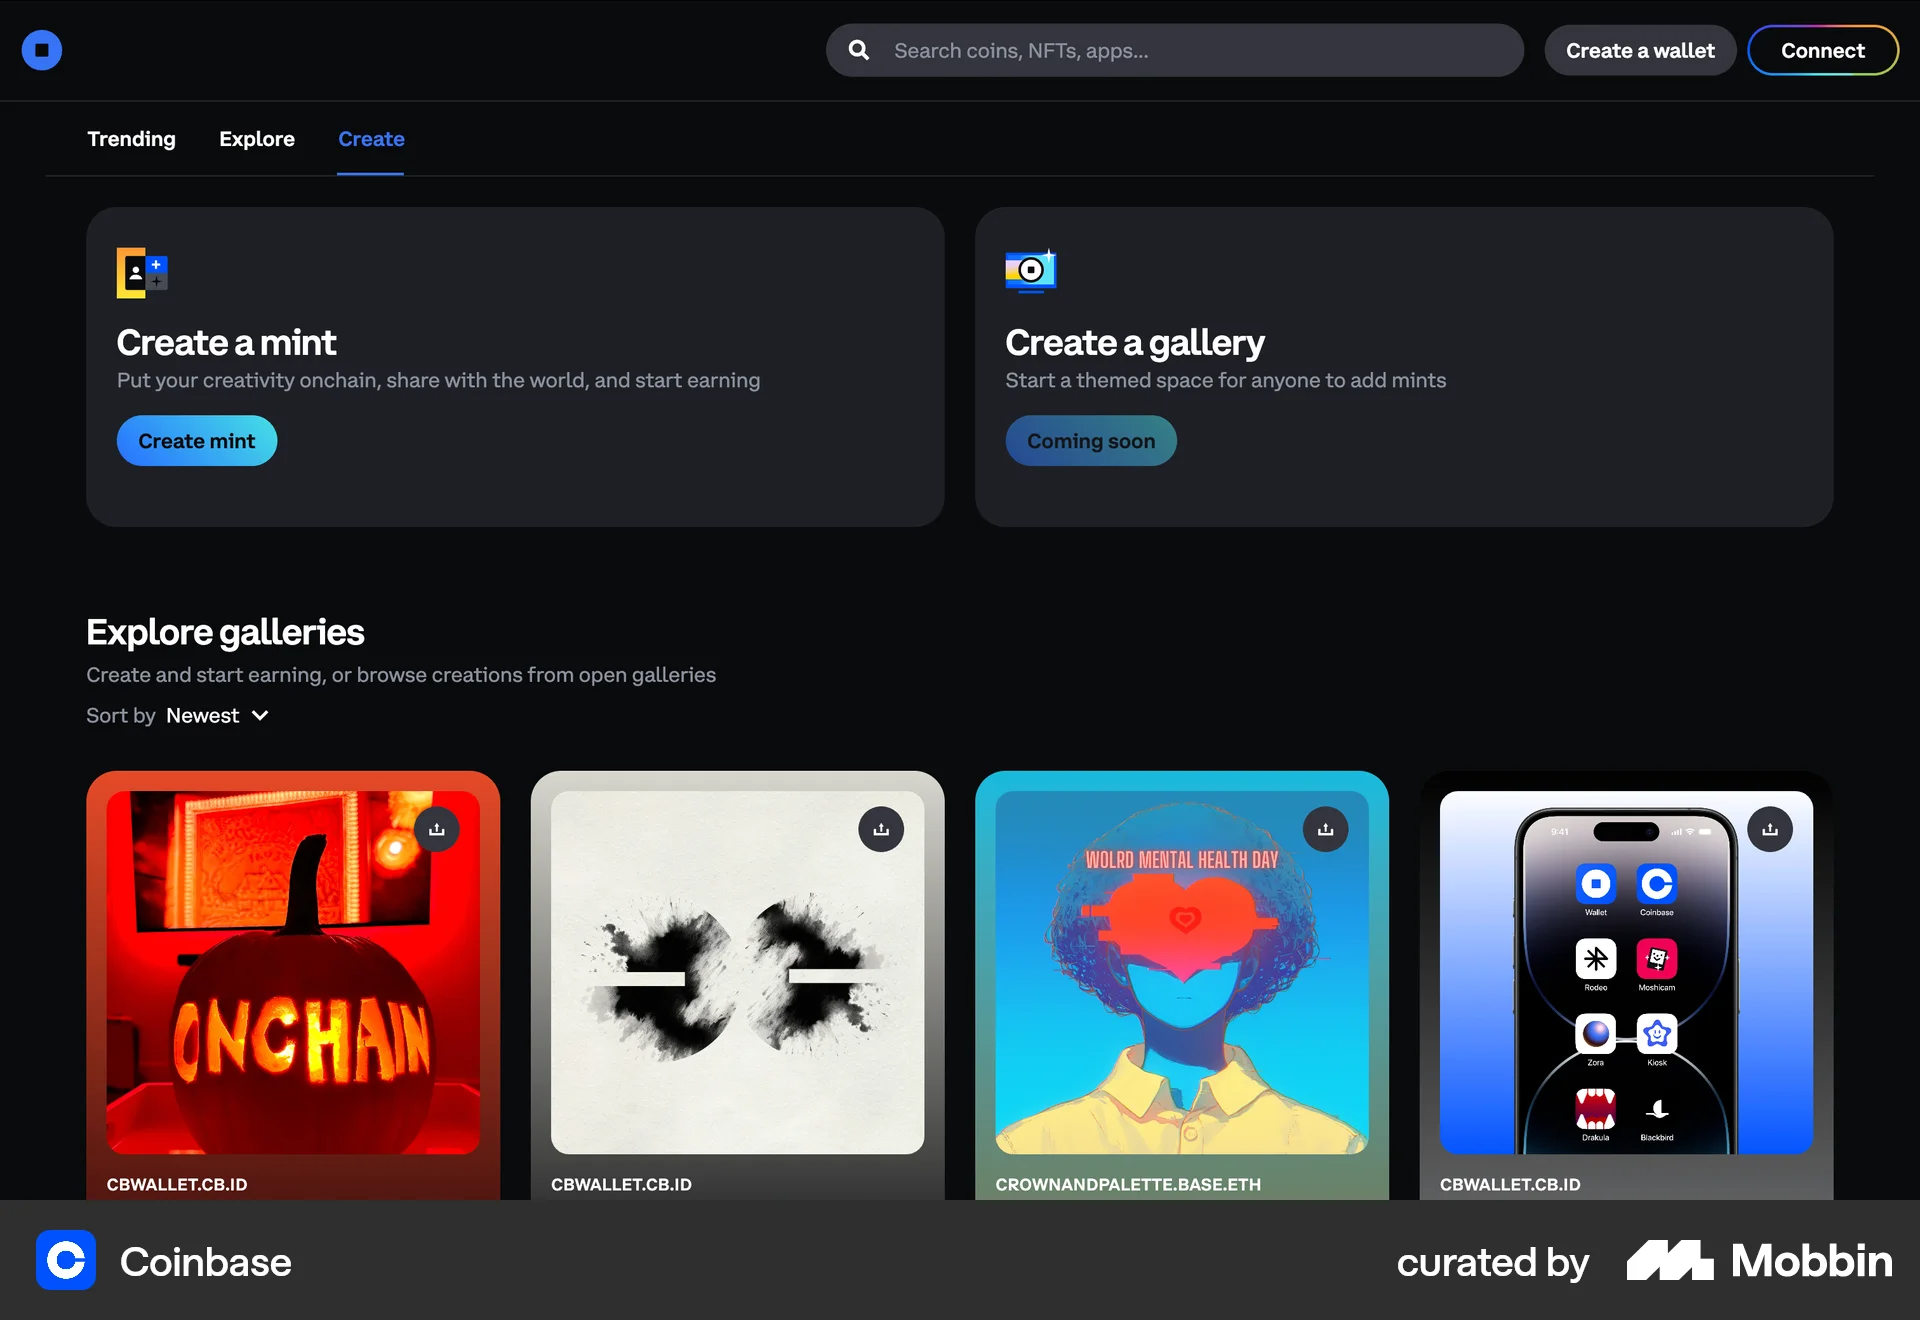 Search coins, NFTs, apps...
Create a wallet
Connect
Trending
Explore
Create
Create a mint
Put your creativity onchain, share with the world, and start earning
Create mint
Create a gallery
Start a themed space for anyone to add mints
Coming soon
Explore galleries
Create and start earning, or browse creations from open galleries
Sort by Newest
ONCHAIN
CBWALLET.CB.ID
CBWALLET.CB.ID
WOLRD MENTAL HEALTH DAY
CROWNANDPALETTE.BASE.ETH
9:41
Wallet
Coinbase
Rodeo
Moshicam
Zora
Kiosk
Drakula
Blackbird
CBWALLET.CB.ID
Coinbase
curated by Mobbin